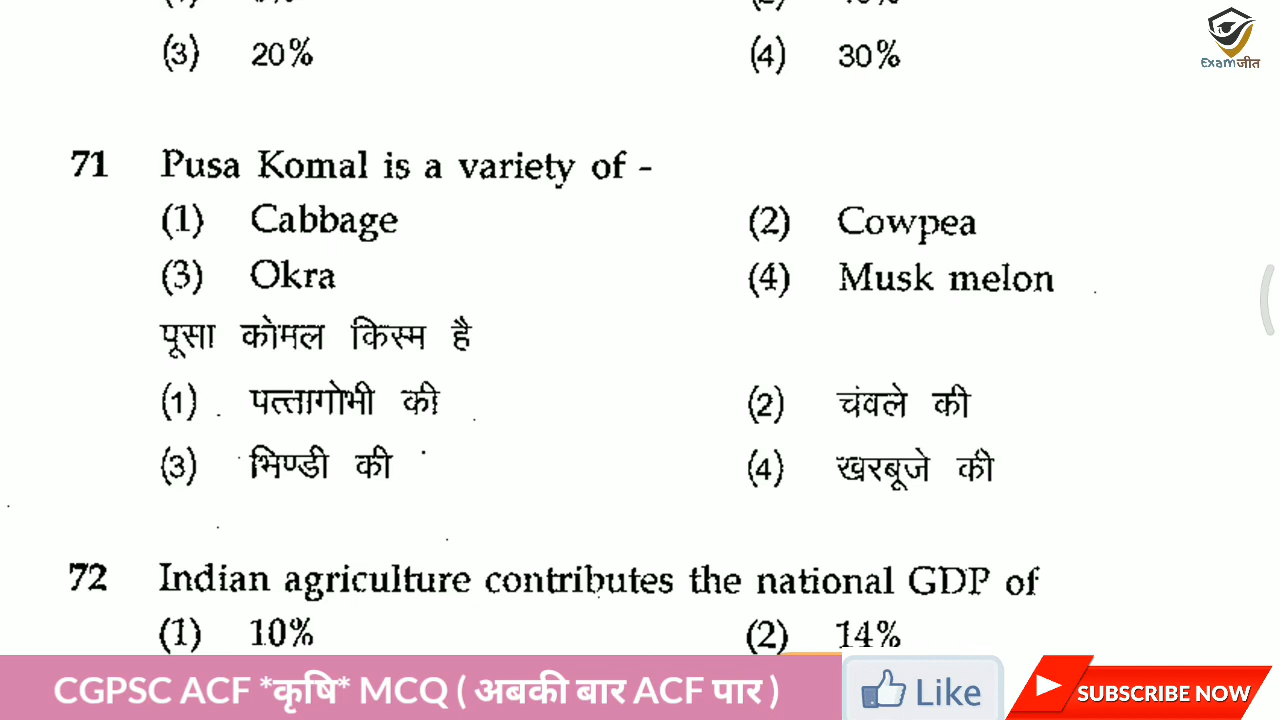 (3) 20% (4) 30%
Examजीत
71 Pusa Komal is a variety of -
(1) Cabbage (2) Cowpea
(3) Okra (4) Musk melon
पूसा कोमल किस्म है
(1) पत्तागोभी की (2) चंवले की
(3) भिण्डी की (4) खरबूजे की
72 Indian agriculture contributes the national GDP of
(1) 10% (2) 14%
CGPSC ACF *कृषि* MCQ ( अबकी बार ACF पार )
Like
SUBSCRIBE NOW